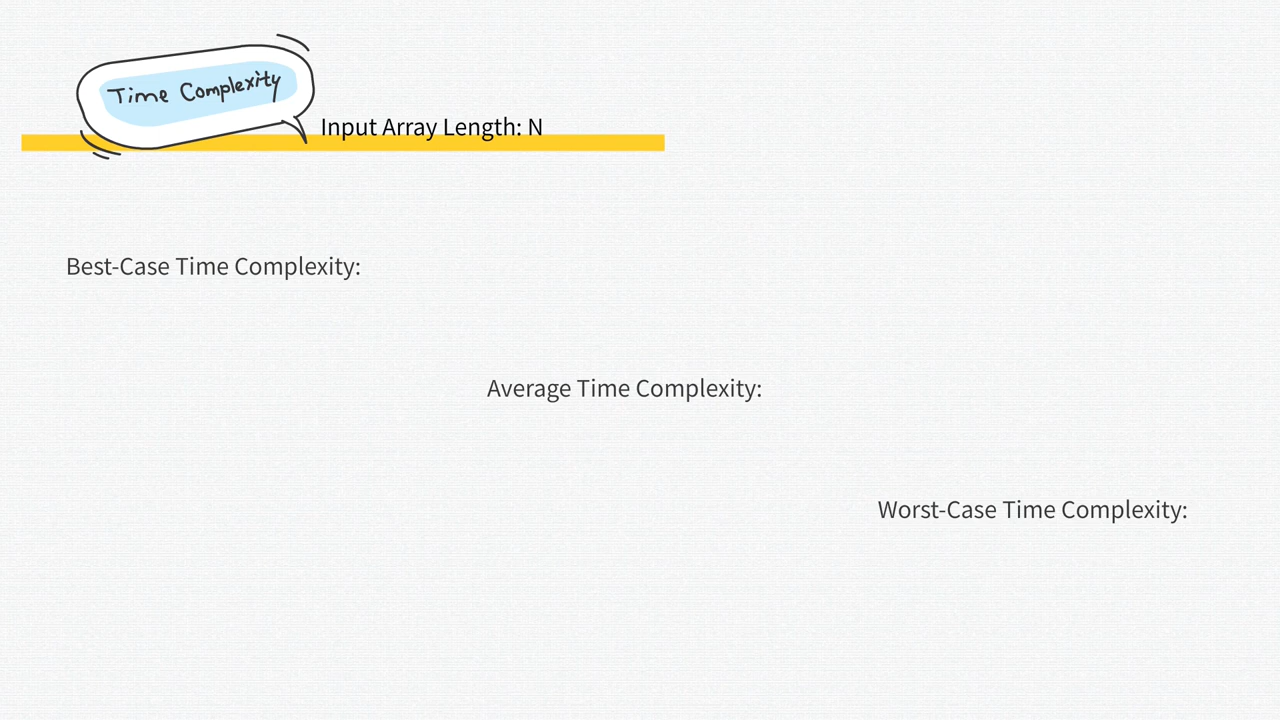 Time Complexity
Input Array Length: N
Best-Case Time Complexity:
Average Time Complexity:
Worst-Case Time Complexity: